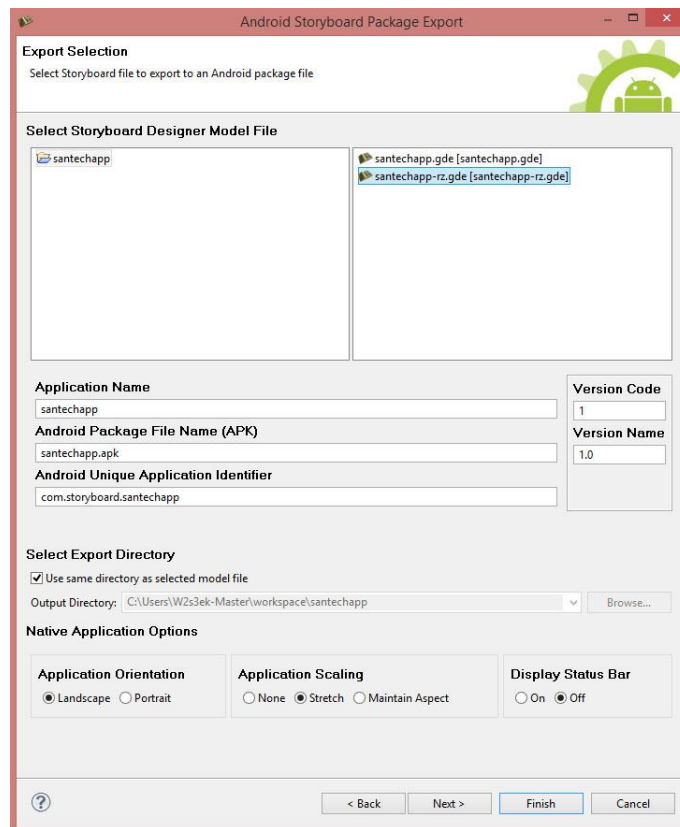 Android Storyboard Package Export
Export Selection
Select Storyboard file to export to an Android package file
Select Storyboard Designer Model File
santechapp
santechapp.gde [santechapp.gde]
santechapp-rz.gde [santechapp-rz.gde]
Application Name
santechapp
Android Package File Name (APK)
santechapp.apk
Android Unique Application Identifier
com.storyboard.santechapp
Version Code
1
Version Name
1.0
Select Export Directory
Use same directory as selected model file
Output Directory: C:\Users\W2s3ek-Master\workspace\santechapp Browse...
Native Application Options
Application Orientation
Landscape Portrait
Application Scaling
None Stretch Maintain Aspect
Display Status Bar
On Off
? < Back Next > Finish Cancel